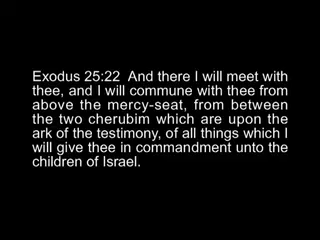 Exodus 25:22  And there I will meet with
thee, and I will commune with thee from
above the mercy-seat, from between
the two cherubim which are upon the
ark of the testimony, of all things which I
will give thee in commandment unto the
children of Israel.